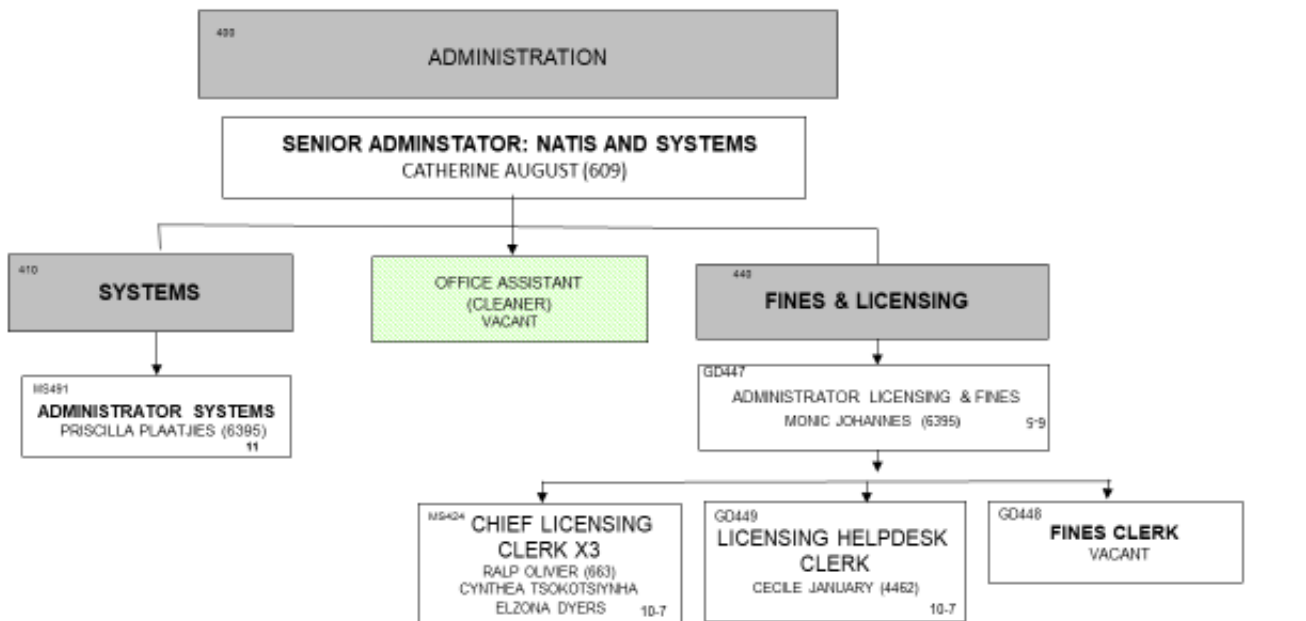 400
ADMINISTRATION
SENIOR ADMINSTATOR: NATIS AND SYSTEMS
CATHERINE AUGUST (609)
410
SYSTEMS
OFFICE ASSISTANT
(CLEANER)
VACANT
440
FINES & LICENSING
MS491
ADMINISTRATOR SYSTEMS
PRISCILLA PLAATJIES (6395)
11
GD447
ADMINISTRATOR LICENSING & FINES
MONIC JOHANNES (6395)
9-6
MS424
CHIEF LICENSING
CLERK X3
RALP OLIVIER (663)
CYNTHEA TSOKOTSIYNHA
ELZONA DYERS
10-7
GD449
LICENSING HELPDESK
CLERK
CECILE JANUARY (4462)
10-7
GD448
FINES CLERK
VACANT